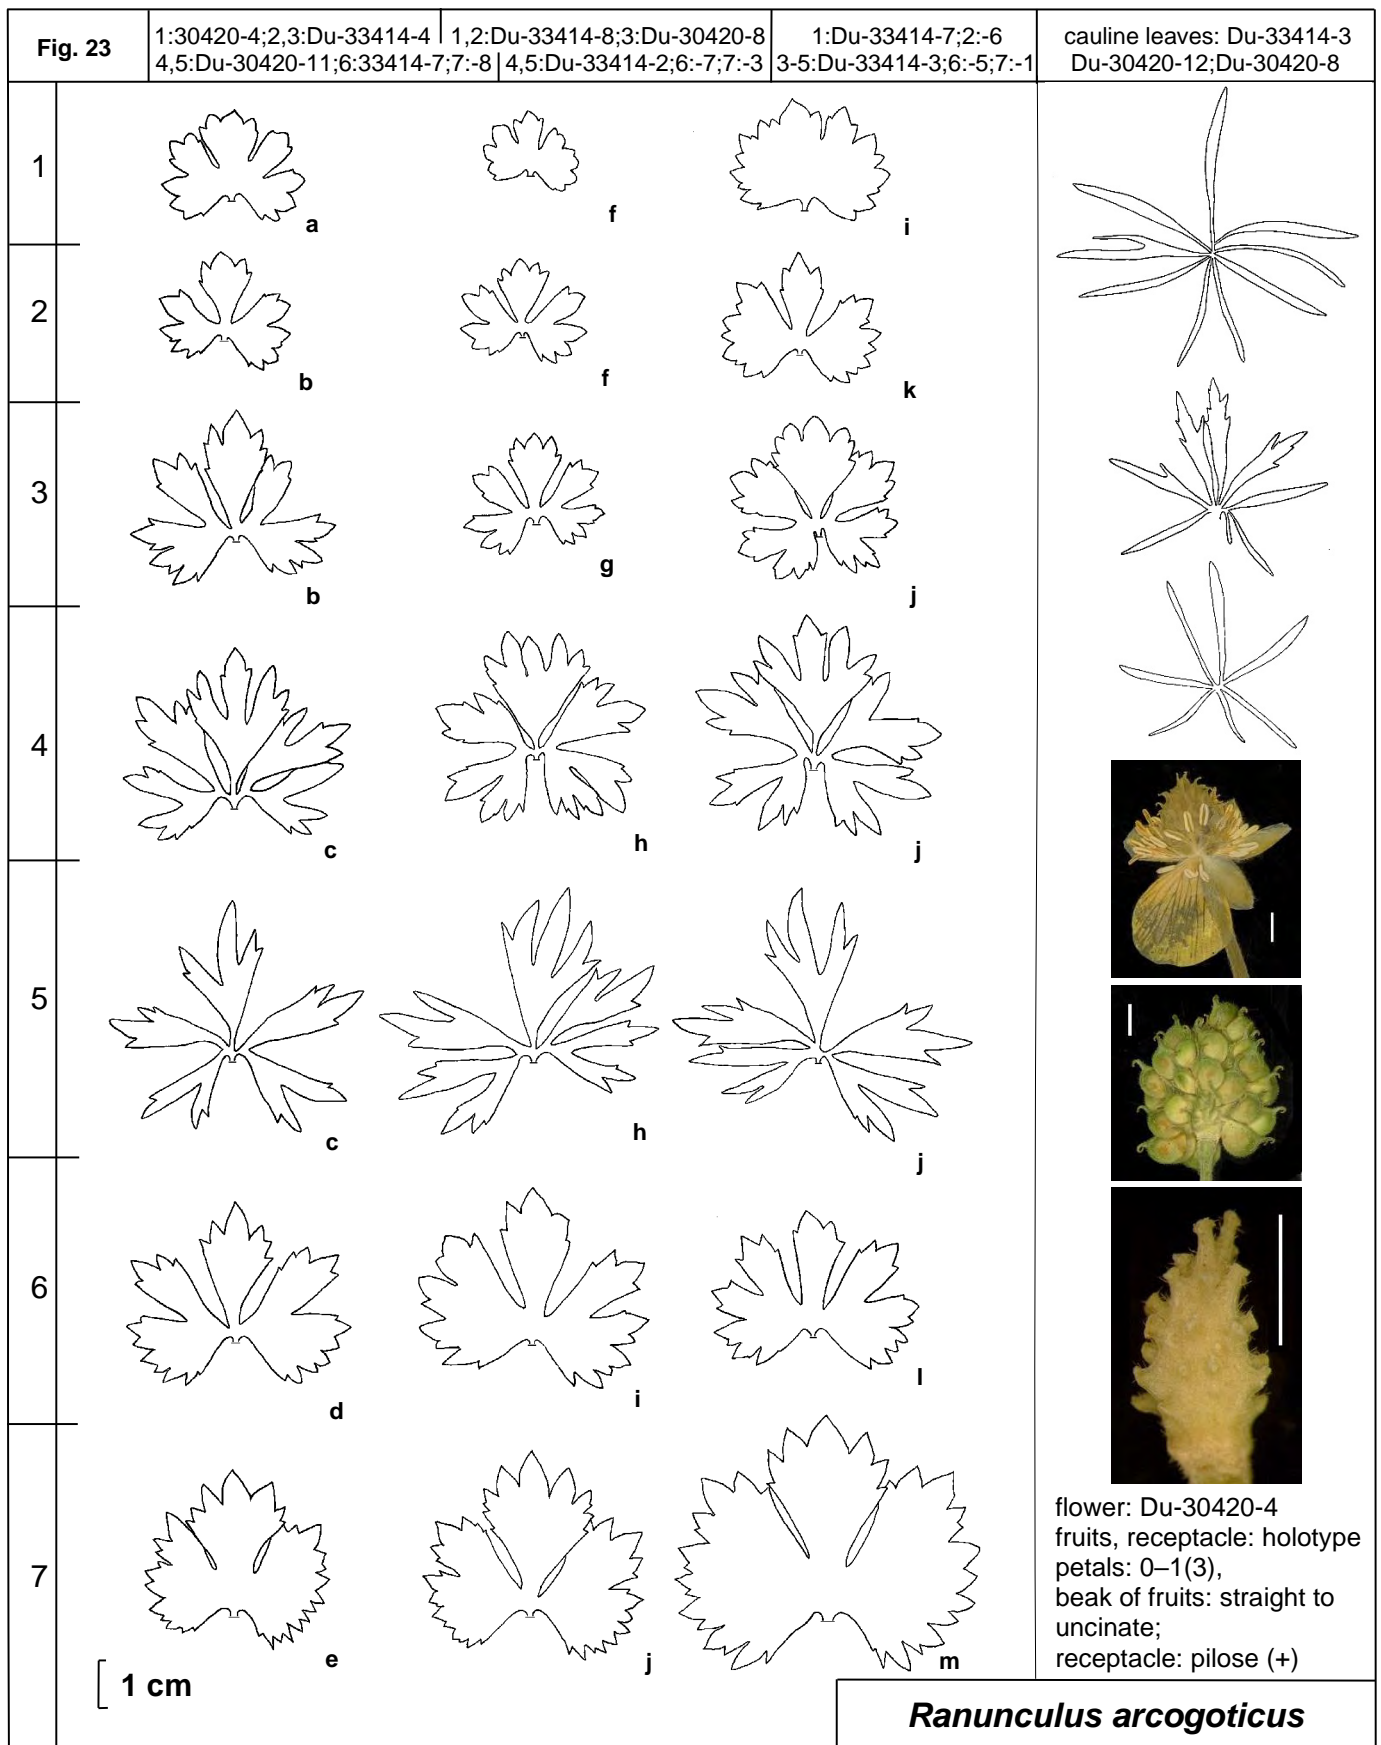 Fig. 23
1:30420-4;2,3:Du-33414-4
4,5:Du-30420-11;6:33414-7;7:-8
1,2:Du-33414-8;3:Du-30420-8
4,5:Du-33414-2;6:-7;7:-3
1:Du-33414-7;2:-6
3-5:Du-33414-3;6:-5;7:-1
cauline leaves: Du-33414-3
Du-30420-12;Du-30420-8
1
a
f
i
2
b
f
k
3
b
g
j
4
c
h
j
5
c
h
j
6
d
i
l
7
e
j
m
1 cm
flower: Du-30420-4
fruits, receptacle: holotype
petals: 0–1(3),
beak of fruits: straight to
uncinate;
receptacle: pilose (+)
Ranunculus arcogoticus